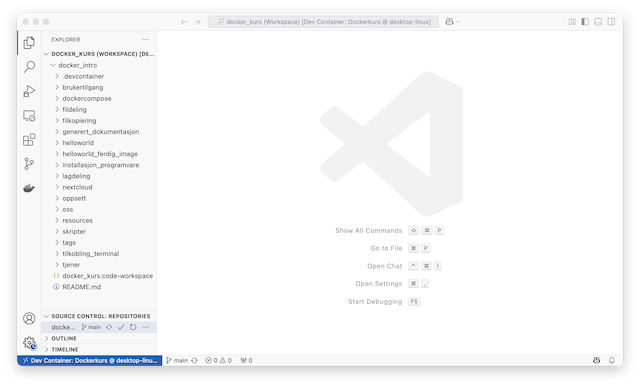 docker_kurs (Workspace) [Dev Container: Dockerkurs @ desktop-linux]
EXPLORER
DOCKER_KURS (WORKSPACE) [DE...
docker_intro
.devcontainer
brukertilgang
dockercompose
fildeling
filkopiering
generert_dokumentasjon
helloworld
helloworld_ferdig_image
installasjon_programvare
lagdeling
nextcloud
oppsett
oss
resources
skripter
tags
tilkobling_terminal
tjener
docker_kurs.code-workspace
README.md
Show All Commands ⇧ ⌘ P
Go to File ⌘ P
Open Chat ^ ⌘ I
Open Settings ⌘ ,
Start Debugging F5
SOURCE CONTROL: REPOSITORIES
docke... main
OUTLINE
TIMELINE
Dev Container: Dockerkurs @ desktop-linu... main 0 0 0